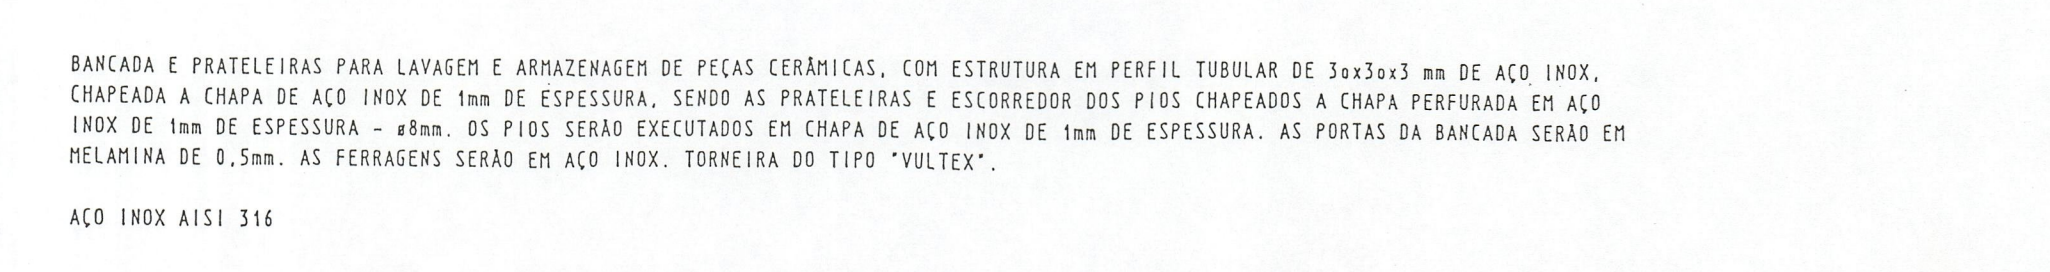 BANCADA E PRATELEIRAS PARA LAVAGEM E ARMAZENAGEM DE PEÇAS CERÂMICAS, COM ESTRUTURA EM PERFIL TUBULAR DE 3ox3ox3 mm DE AÇO INOX,
CHAPEADA A CHAPA DE AÇO INOX DE 1mm DE ESPESSURA, SENDO AS PRATELEIRAS E ESCORREDOR DOS PIOS CHAPEADOS A CHAPA PERFURADA EM AÇO
INOX DE 1mm DE ESPESSURA - ø8mm. OS PIOS SERÃO EXECUTADOS EM CHAPA DE AÇO INOX DE 1mm DE ESPESSURA. AS PORTAS DA BANCADA SERÃO EM
MELAMINA DE 0,5mm. AS FERRAGENS SERÃO EM AÇO INOX. TORNEIRA DO TIPO "VULTEX".
AÇO INOX AISI 316